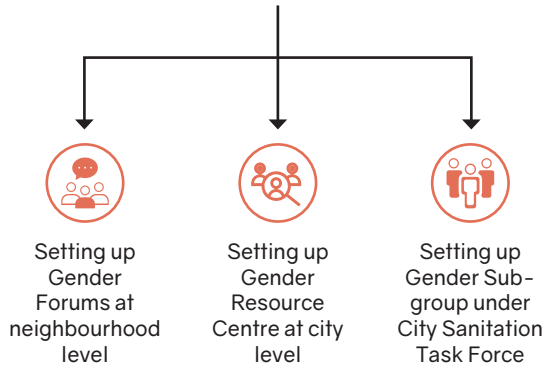 Setting up
Gender
Forums at
neighbourhood
level
Setting up
Gender
Resource
Centre at city
level
Setting up
Gender Sub-
group under
City Sanitation
Task Force